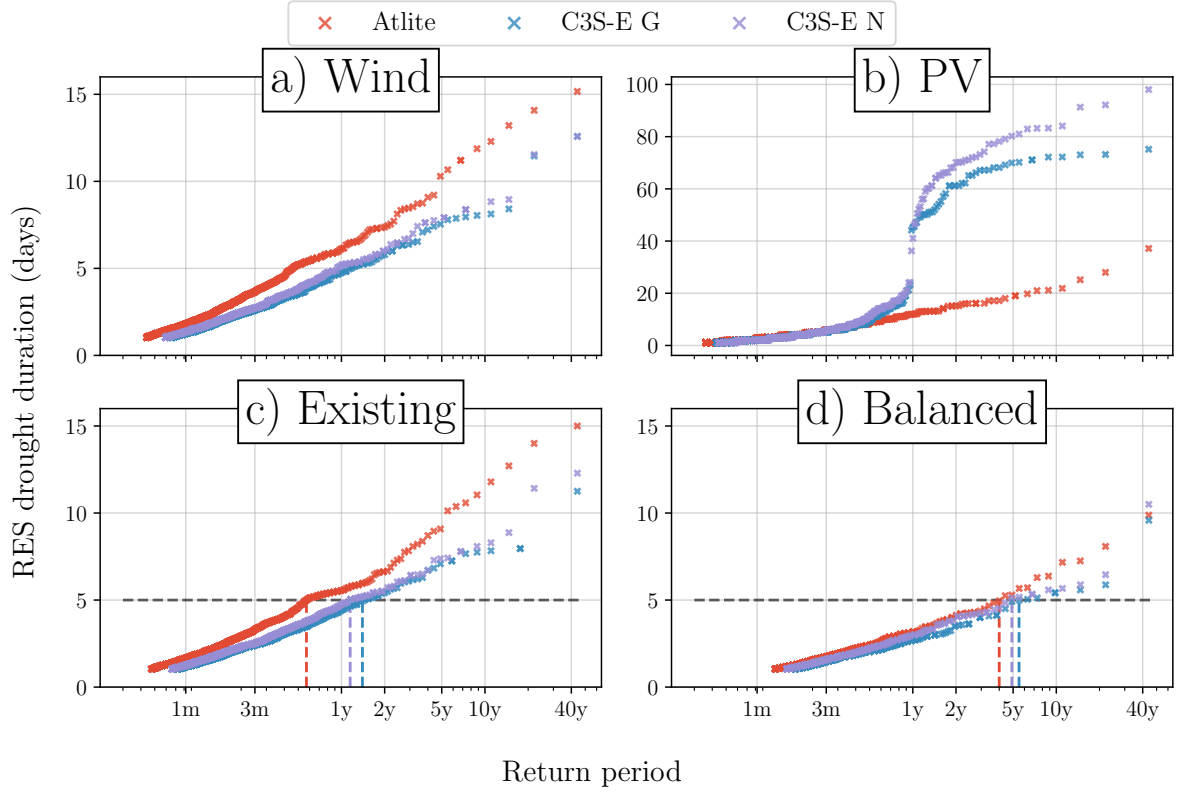 Atlite C3S-E G C3S-E N
a) Wind
b) PV
15
10
5
0
100
80
60
40
20
0
RES drought duration (days)
c) Existing
d) Balanced
15
10
5
0
1m 3m 1y 2y 5y 10y 40y
15
10
5
0
1m 3m 1y 2y 5y 10y 40y
Return period